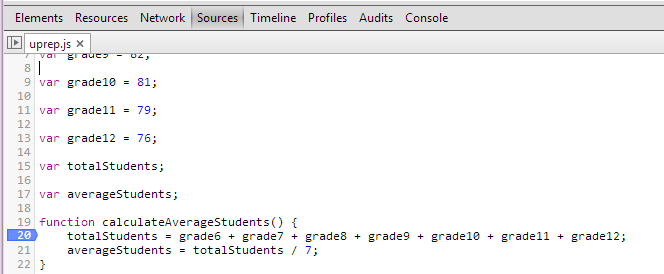 Elements Resources Network Sources Timeline Profiles Audits Console
uprep.js ×
7 var grade9 = 82;
8
9 var grade10 = 81;
10
11 var grade11 = 79;
12
13 var grade12 = 76;
14
15 var totalStudents;
16
17 var averageStudents;
18
19 function calculateAverageStudents() {
20 totalStudents = grade6 + grade7 + grade8 + grade9 + grade10 + grade11 + grade12;
21 averageStudents = totalStudents / 7;
22 }